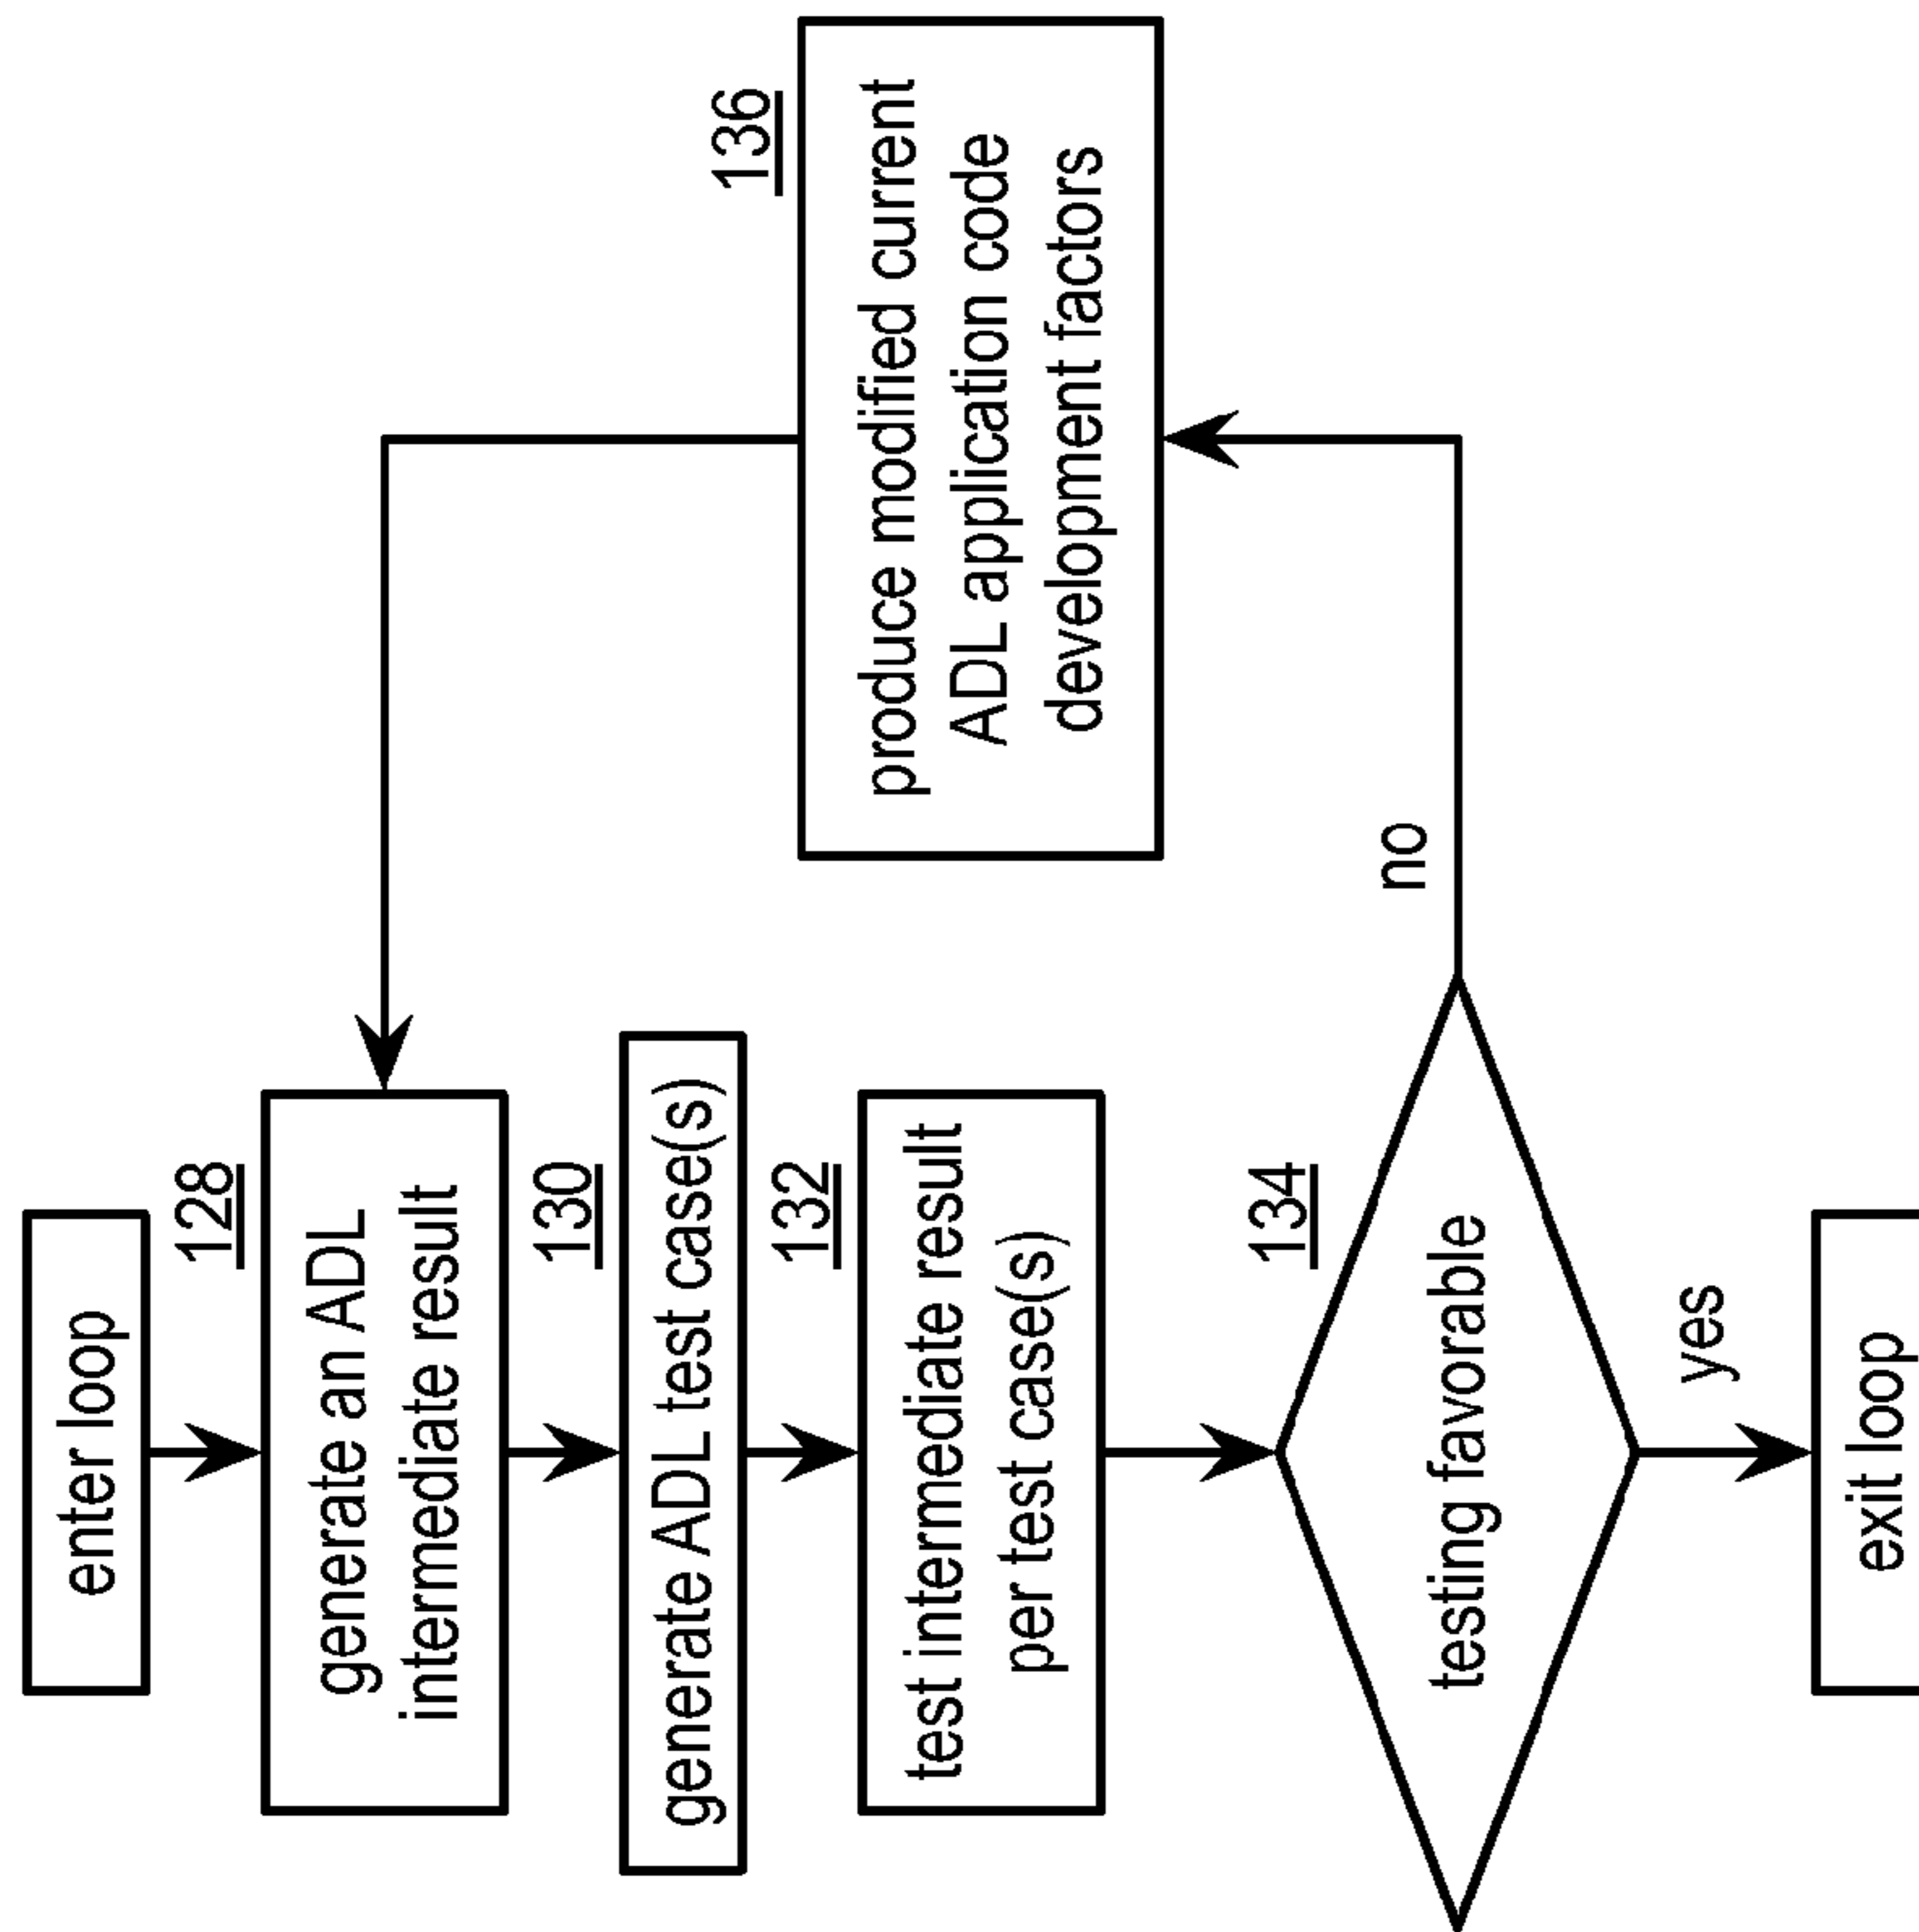 enter loop
128
generate an ADL
intermediate result
130
generate ADL test case(s)
132
test intermediate result
per test case(s)
134
testing favorable
no
136
produce modified current
ADL application code
development factors
yes
exit loop